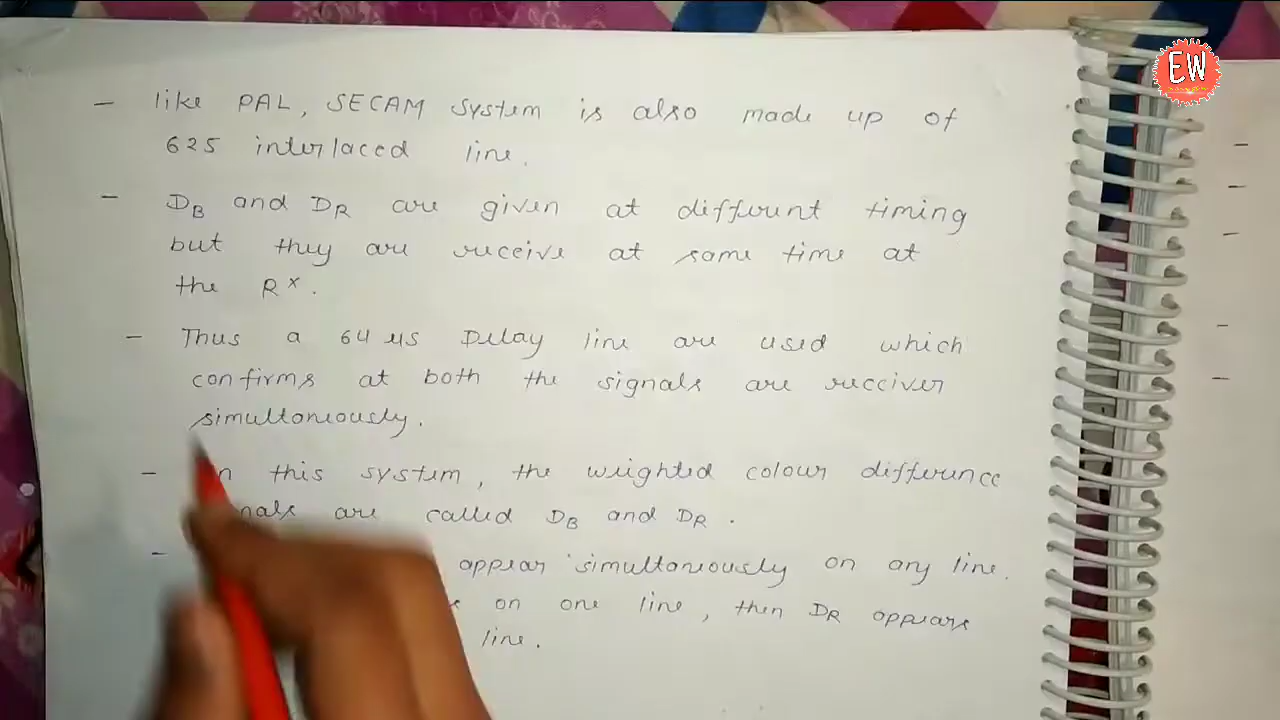 EW
- like PAL, SECAM System is also made up of
625 interlaced line.
- DB and DR are given at different timing
but they are receive at same time at
the Rx.
- Thus a 64 us Delay line are used which
confirms at both the signals are receiver
simultaneously.
- n this system, the weighted colour difference
nals are called DB and DR.
- appear simultaneously on any line.
on one line, then DR appears
line.